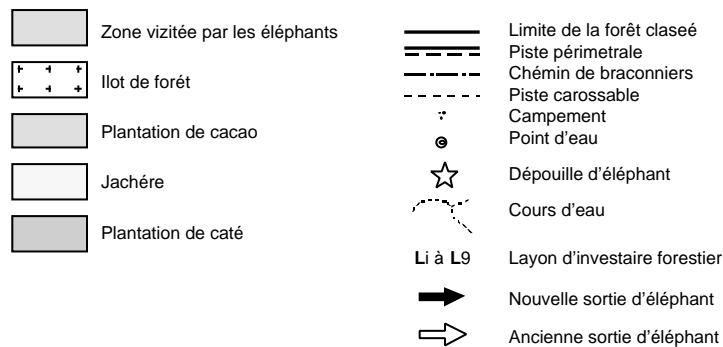 Zone vizitée par les éléphants
Ilot de forét
Plantation de cacao
Jachére
Plantation de caté
Limite de la forêt claseé
Piste périmetrale
Chémin de braconniers
Piste carossable
Campement
Point d'eau
Dépouille d'éléphant
Cours d'eau
Li à L9 Layon d'investaire forestier
Nouvelle sortie d'éléphant
Ancienne sortie d'éléphant